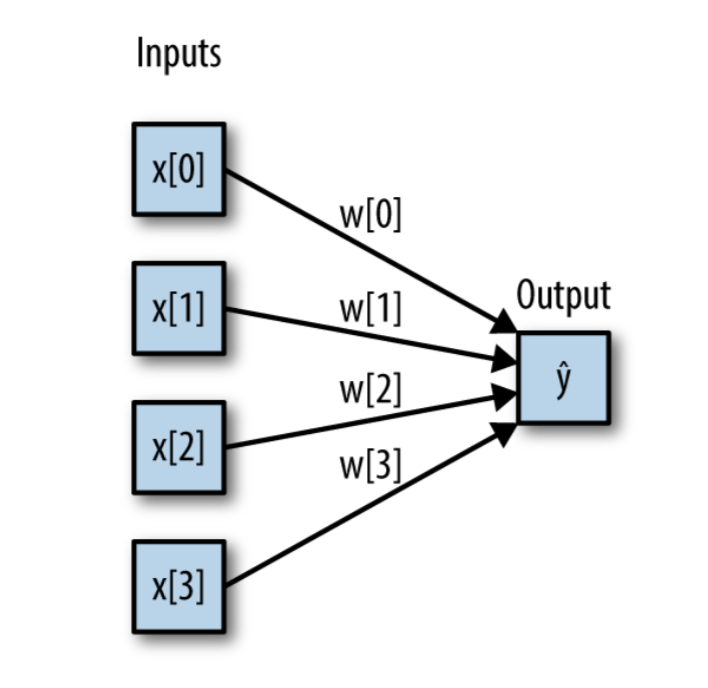 Inputs
x[0]
w[0]
x[1]
w[1]
Output
ŷ
x[2]
w[2]
x[3]
w[3]